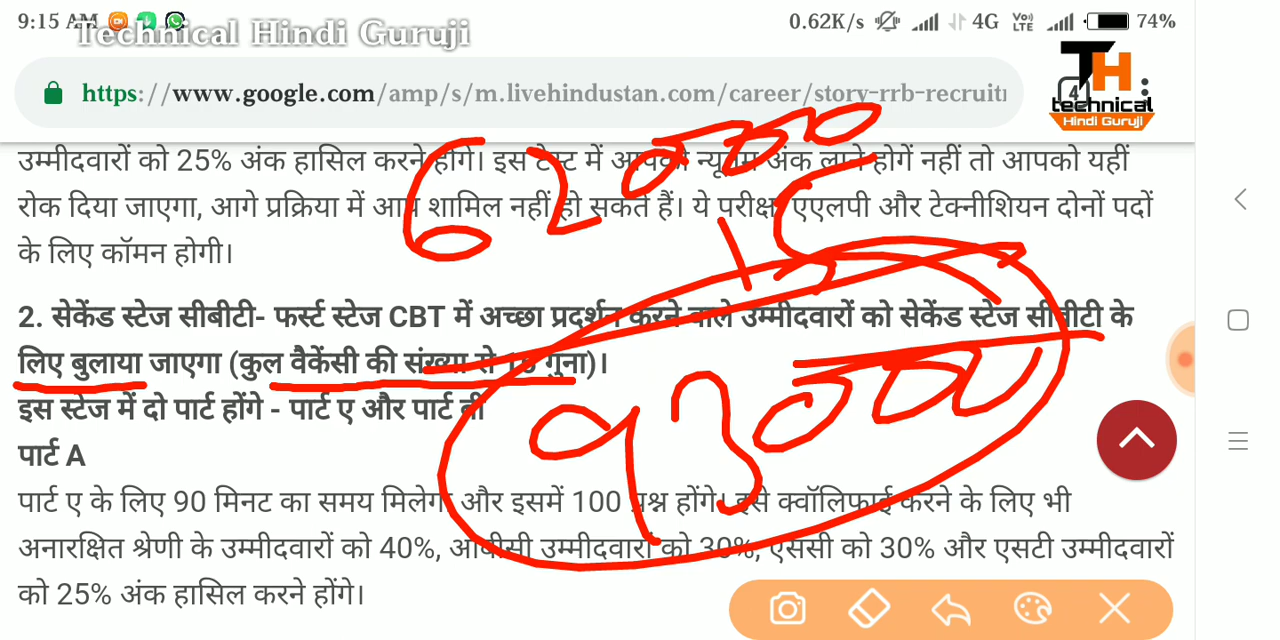 9:15 AM 0.62K/s 4G VoLTE 74%
Technical Hindi Guruji
https://www.google.com/amp/s/m.livehindustan.com/career/story-rrb-recruit
4
TH
technical
Hindi Guruji
62000
उम्मीदवारों को 25% अंक हासिल करने होंगे। इस टेस्ट में आपको न्यूनतम अंक लाने होगें नहीं तो आपको यहीं
रोक दिया जाएगा, आगे प्रक्रिया में आप शामिल नहीं हो सकते हैं। ये परीक्षा एएलपी और टेक्नीशियन दोनों पदों
के लिए कॉमन होगी।
15
2. सेकेंड स्टेज सीबीटी- फर्स्ट स्टेज CBT में अच्छा प्रदर्शन करने वाले उम्मीदवारों को सेकेंड स्टेज सीबीटी के
लिए बुलाया जाएगा (कुल वैकेंसी की संख्या से 15 गुना)।
इस स्टेज में दो पार्ट होंगे - पार्ट ए और पार्ट बी
93000
पार्ट A
पार्ट ए के लिए 90 मिनट का समय मिलेगा और इसमें 100 प्रश्न होंगे। इसे क्वॉलिफाई करने के लिए भी
अनारक्षित श्रेणी के उम्मीदवारों को 40%, ओबीसी उम्मीदवारों को 30%, एससी को 30% और एसटी उम्मीदवारों
को 25% अंक हासिल करने होंगे।